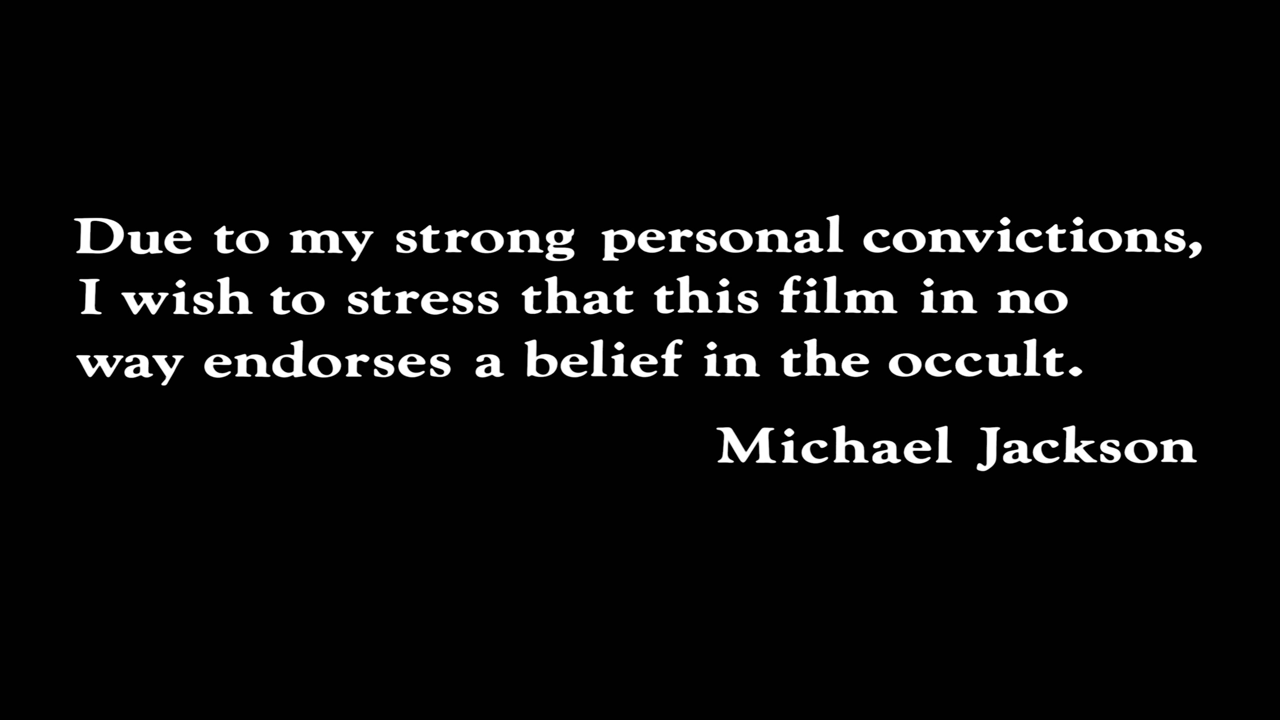 Due to my strong personal convictions,
I wish to stress that this film in no
way endorses a belief in the occult.
Michael Jackson